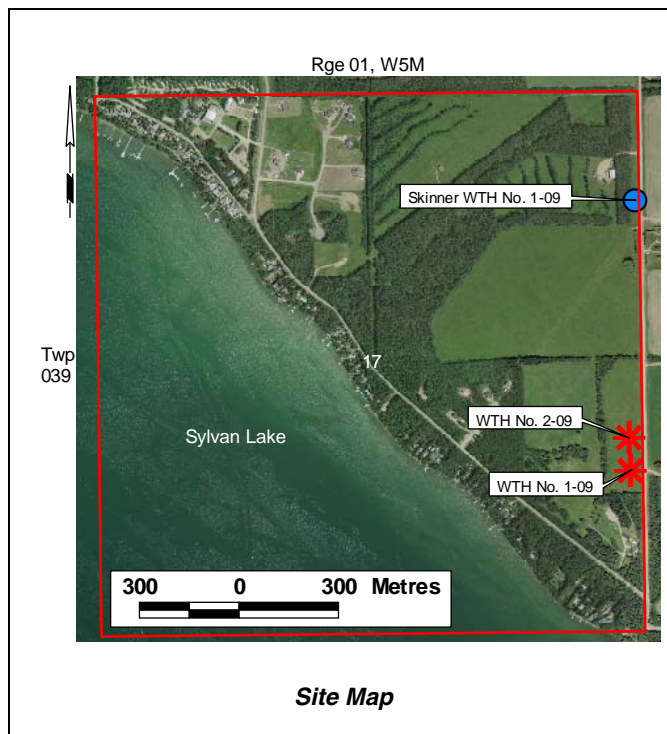 Rge 01, W5M
Skinner WTH No. 1-09
Twp
039
17
WTH No. 2-09
Sylvan Lake
WTH No. 1-09
300 0 300 Metres
Site Map